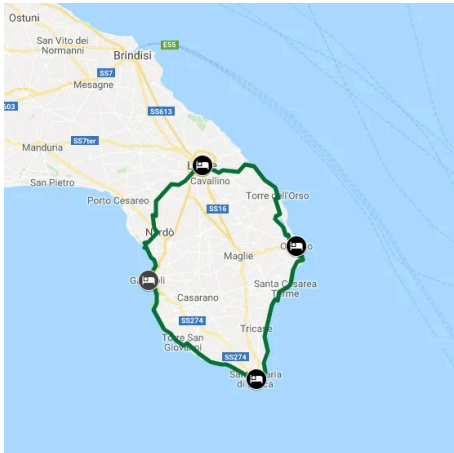 Ostuni
San Vito dei
Normanni
E55
Brindisi
SS7
Mesagne
603
SS613
SS7ter
Manduria
Cavallino
San Pietro
Torre dell'Orso
Porto Cesareo
SS16
Nardò
Maglie
Santa Cesarea
Terme
Casarano
SS274
Tricase
Torre San
Giovanni
SS274